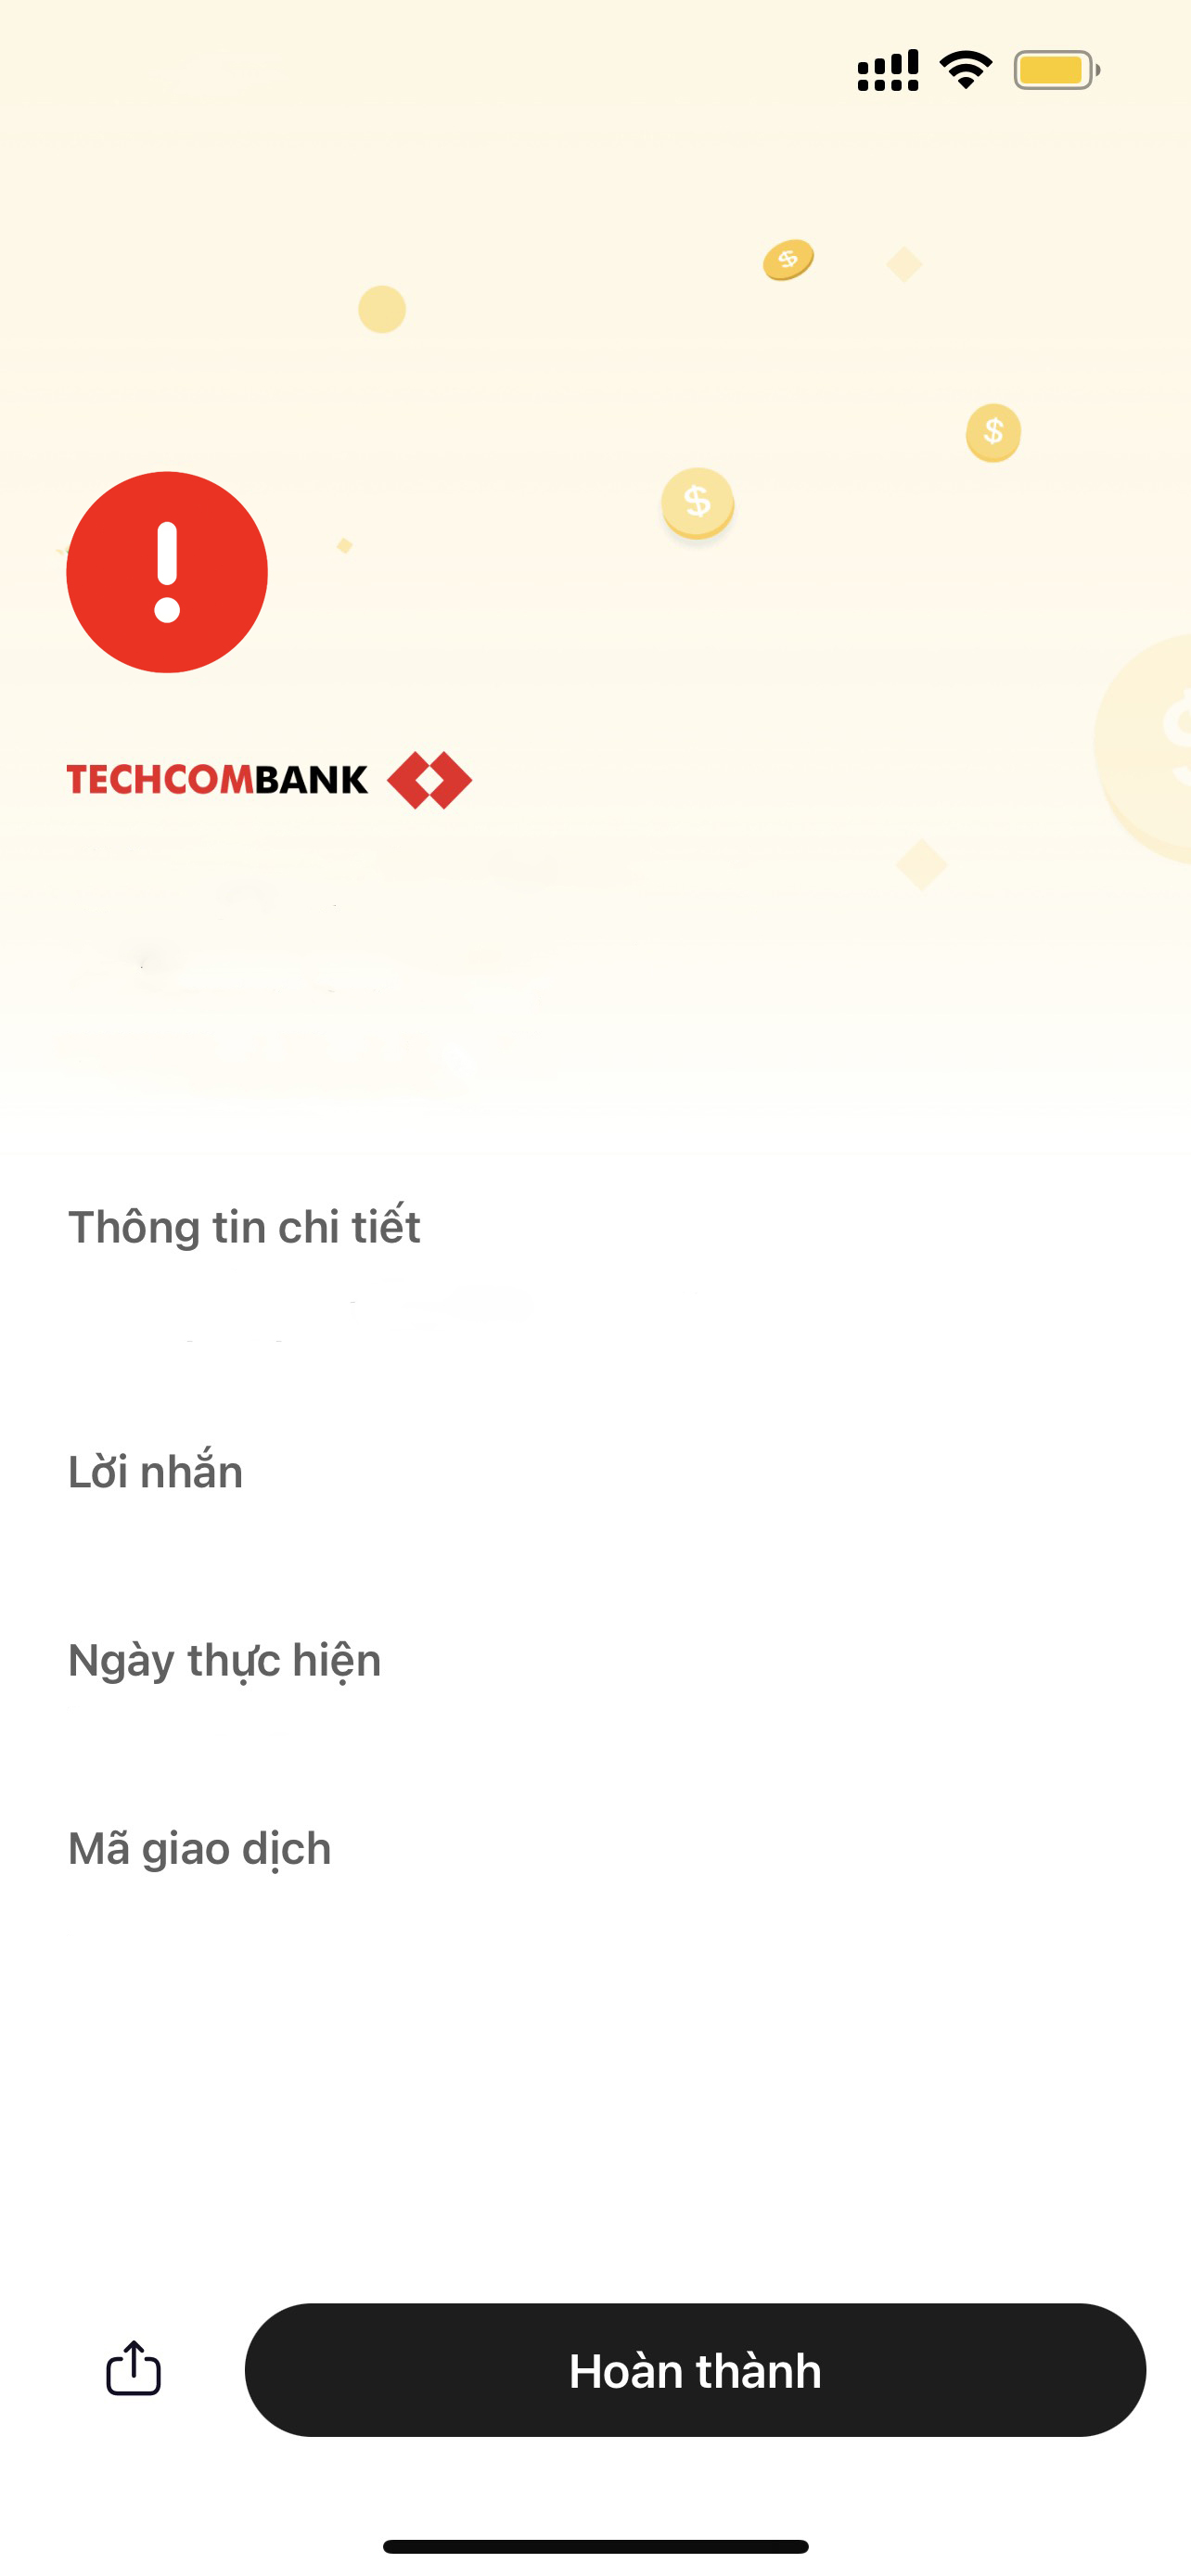 TECHCOMBANK
Thông tin chi tiết
Lời nhắn
Ngày thực hiện
Mã giao dịch
Hoàn thành